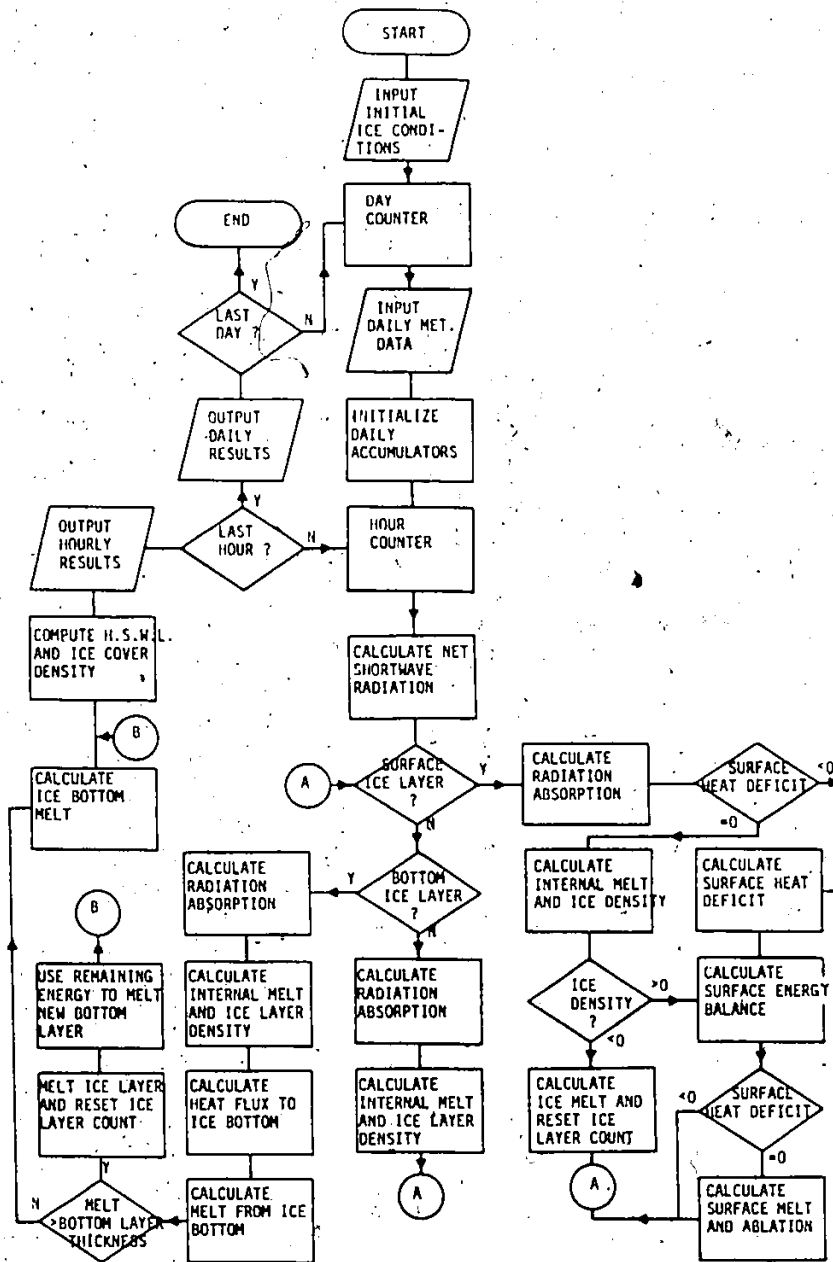 START
INPUT
INITIAL
ICE CONDI-
TIONS
DAY
COUNTER
END
Y
N
LAST
DAY ?
INPUT
DAILY MET.
DATA
OUTPUT
DAILY
RESULTS
INITIALIZE
DAILY
ACCUMULATORS
Y
OUTPUT
HOURLY
RESULTS
LAST
HOUR ?
N
HOUR
COUNTER
COMPUTE H.S.W.L.
AND ICE COVER
DENSITY
CALCULATE NET
SHORTWAVE
RADIATION
B
CALCULATE
ICE BOTTOM
MELT
A
SURFACE
ICE LAYER
?
Y
N
CALCULATE
RADIATION
ABSORPTION
SURFACE
HEAT DEFICIT
<0
=0
CALCULATE
RADIATION
ABSORPTION
Y
BOTTOM
ICE LAYER
?
N
CALCULATE
INTERNAL MELT
AND ICE DENSITY
CALCULATE
SURFACE HEAT
DEFICIT
B
USE REMAINING
ENERGY TO MELT
NEW BOTTOM
LAYER
CALCULATE
INTERNAL MELT
AND ICE LAYER
DENSITY
CALCULATE
RADIATION
ABSORPTION
ICE
DENSITY
?
>0
<0
CALCULATE
SURFACE ENERGY
BALANCE
MELT ICE LAYER
AND RESET ICE
LAYER COUNT
CALCULATE
HEAT FLUX TO
ICE BOTTOM
CALCULATE
INTERNAL MELT
AND ICE LAYER
DENSITY
CALCULATE
ICE MELT AND
RESET ICE
LAYER COUNT
<0
SURFACE
HEAT DEFICIT
=0
Y
N
MELT
>BOTTOM LAYER
THICKNESS
CALCULATE
MELT FROM ICE
BOTTOM
A
A
CALCULATE
SURFACE MELT
AND ABLATION